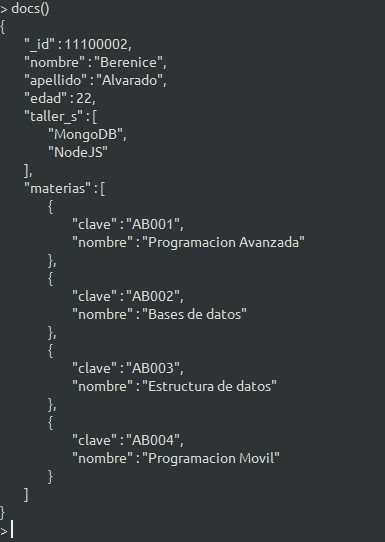 > docs()
{
"_id" : 11100002,
"nombre" : "Berenice",
"apellido" : "Alvarado",
"edad" : 22,
"taller_s" : [
"MongoDB",
"NodeJS"
],
"materias" : [
{
"clave" : "AB001",
"nombre" : "Programacion Avanzada"
},
{
"clave" : "AB002",
"nombre" : "Bases de datos"
},
{
"clave" : "AB003",
"nombre" : "Estructura de datos"
},
{
"clave" : "AB004",
"nombre" : "Programacion Movil"
}
]
}
>